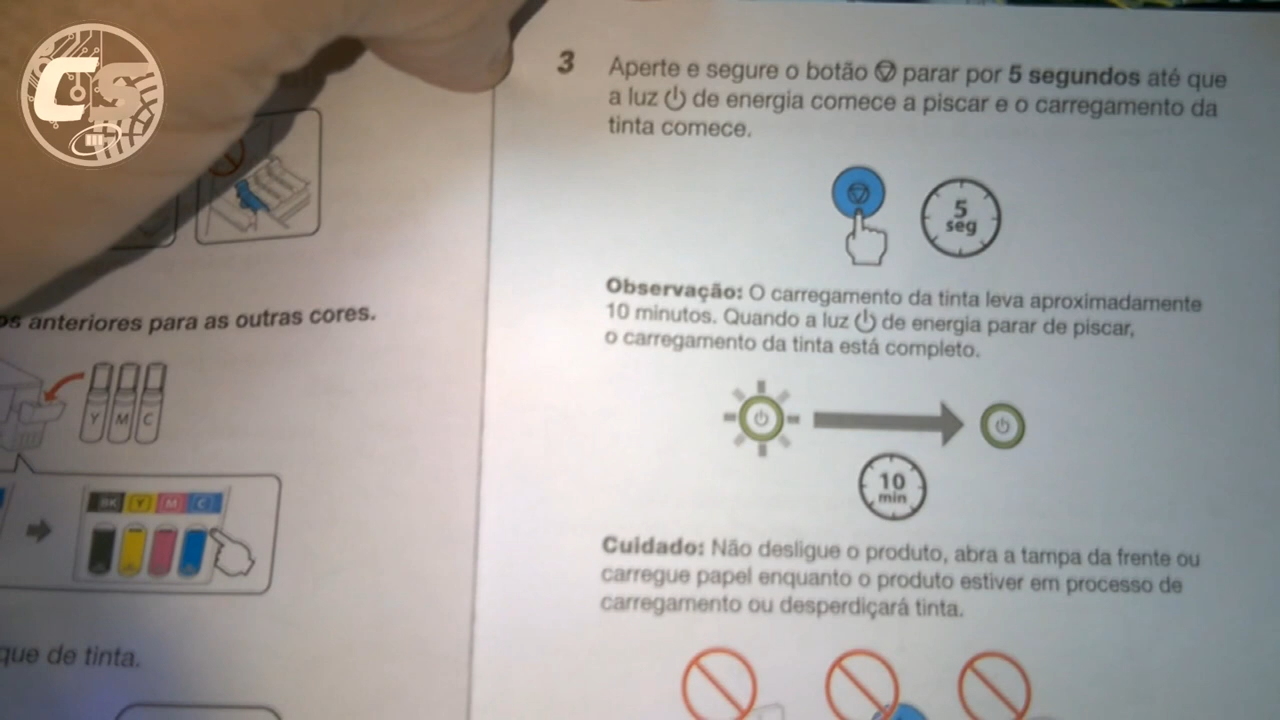 CS
os anteriores para as outras cores.
Y M C
BK Y M C
que de tinta.
3 Aperte e segure o botão parar por 5 segundos até que
a luz de energia comece a piscar e o carregamento da
tinta comece.
5
seg
Observação: O carregamento da tinta leva aproximadamente
10 minutos. Quando a luz de energia parar de piscar,
o carregamento da tinta está completo.
10
min
Cuidado: Não desligue o produto, abra a tampa da frente ou
carregue papel enquanto o produto estiver em processo de
carregamento ou desperdiçará tinta.